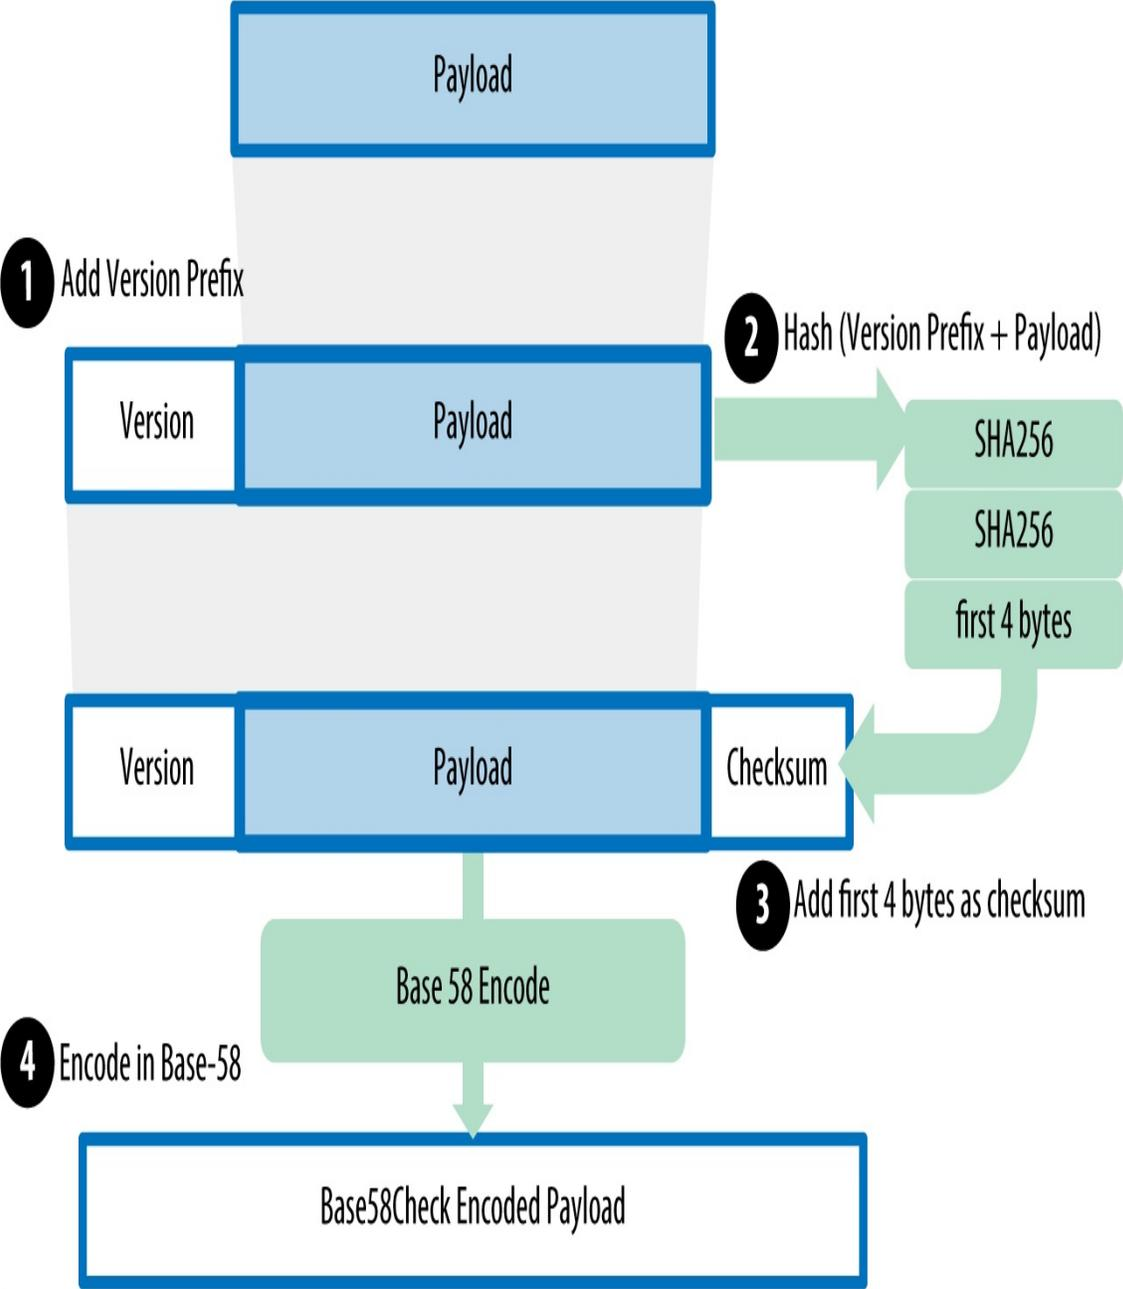 Payload
1 Add Version Prefix
2 Hash (Version Prefix + Payload)
Version
Payload
SHA256
SHA256
first 4 bytes
Version
Payload
Checksum
3 Add first 4 bytes as checksum
Base 58 Encode
4 Encode in Base-58
Base58Check Encoded Payload